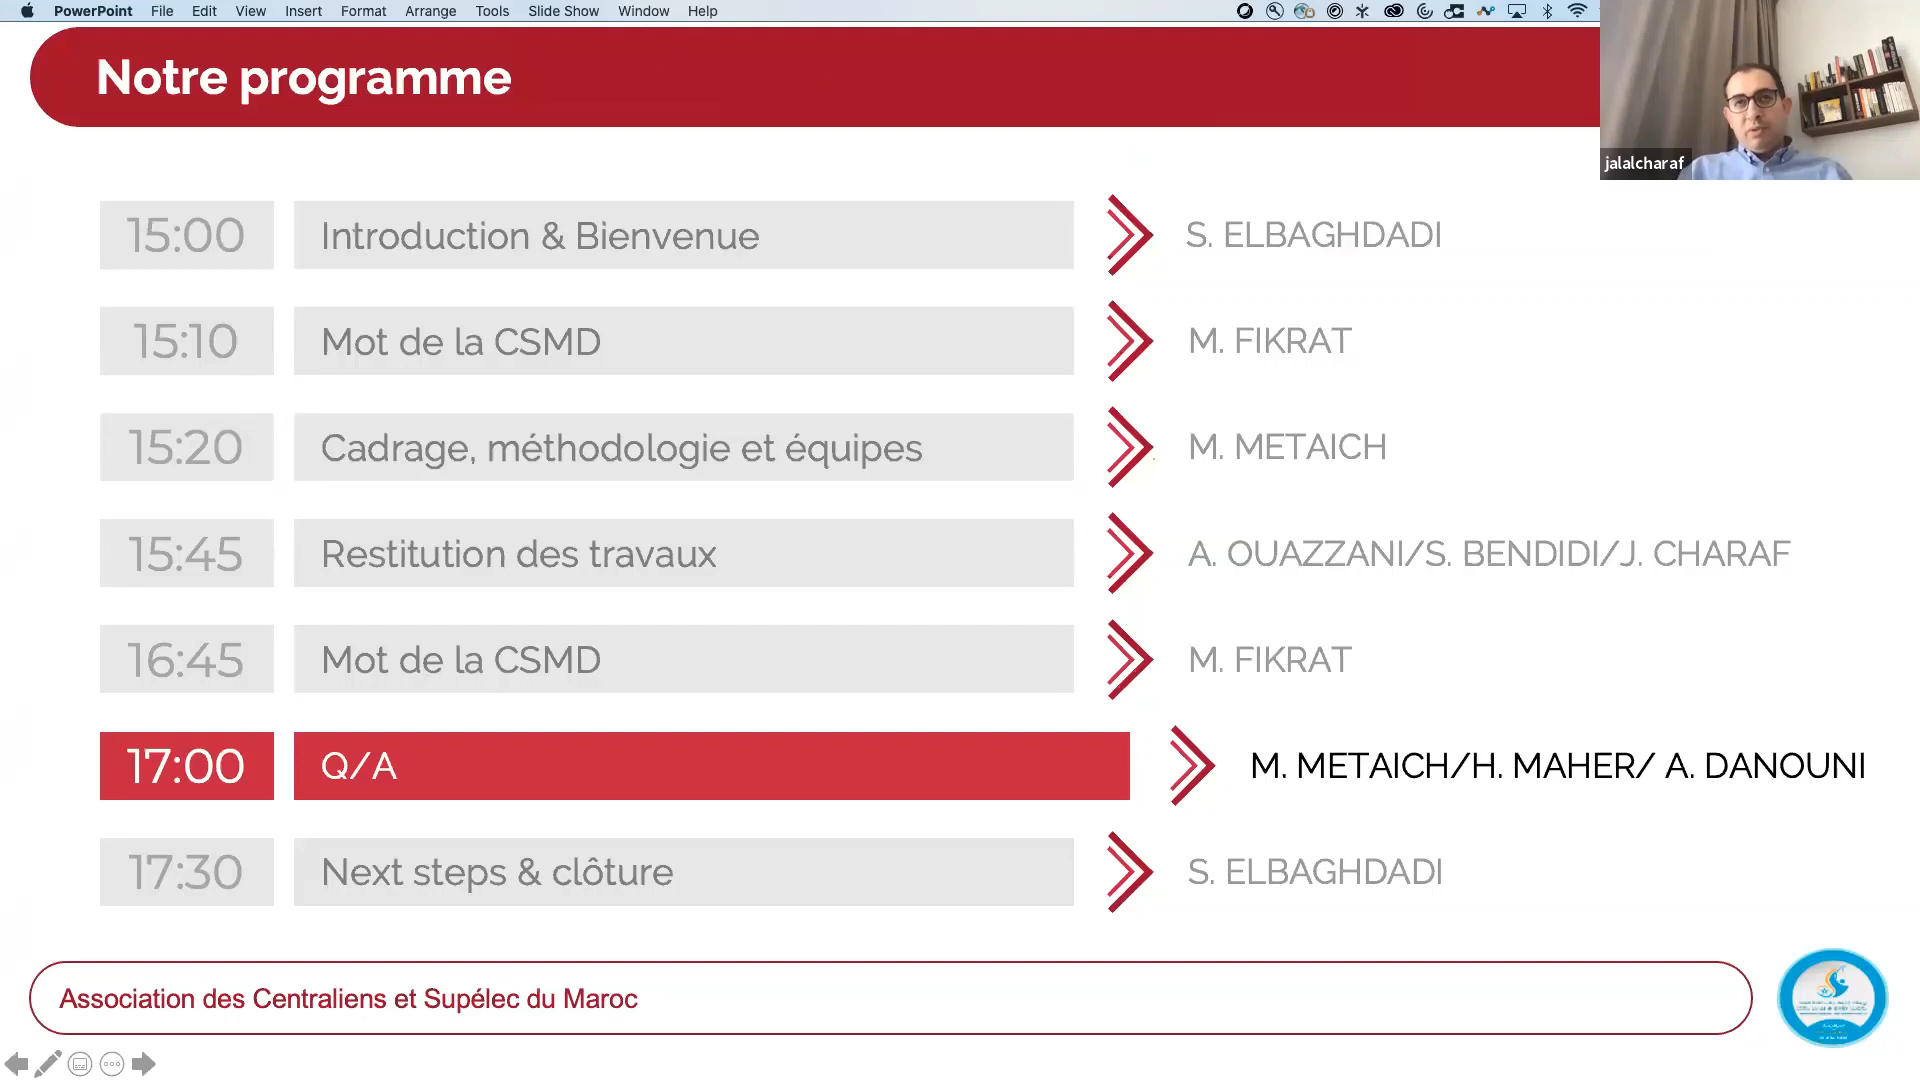 PowerPoint File Edit View Insert Format Arrange Tools Slide Show Window Help
Notre programme
jalalcharaf
15:00 Introduction & Bienvenue S. ELBAGHDADI
15:10 Mot de la CSMD M. FIKRAT
15:20 Cadrage, méthodologie et équipes M. METAICH
15:45 Restitution des travaux A. OUAZZANI/S. BENDIDI/J. CHARAF
16:45 Mot de la CSMD M. FIKRAT
17:00 Q/A M. METAICH/H. MAHER/ A. DANOUNI
17:30 Next steps & clôture S. ELBAGHDADI
Association des Centraliens et Supélec du Maroc